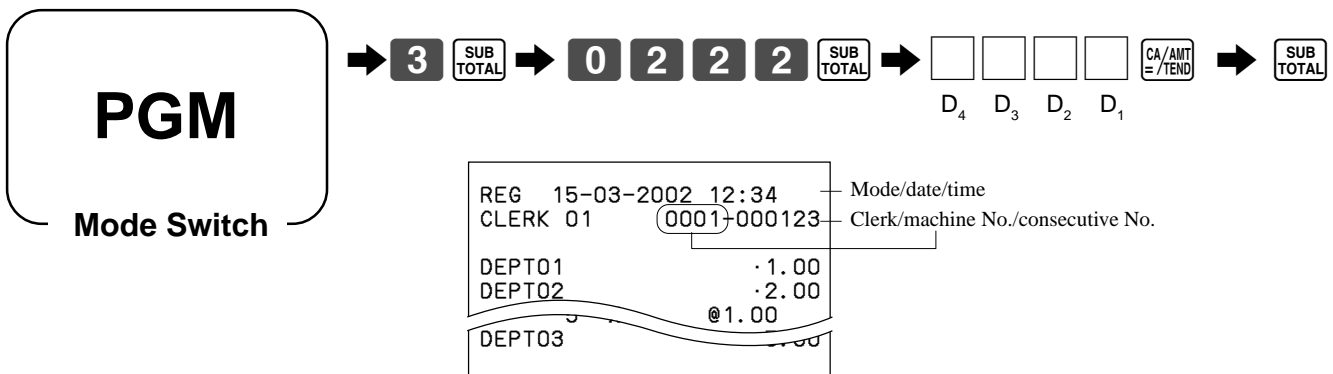 PGM
Mode Switch
3 SUB TOTAL 0 2 2 2 SUB TOTAL CA/AMT = /TEND SUB TOTAL
D4 D3 D2 D1
REG 15-03-2002 12:34
Mode/date/time
CLERK 01 0001-000123
Clerk/machine No./consecutive No.
DEPT01 ·1.00
DEPT02 ·2.00
@1.00
DEPT03